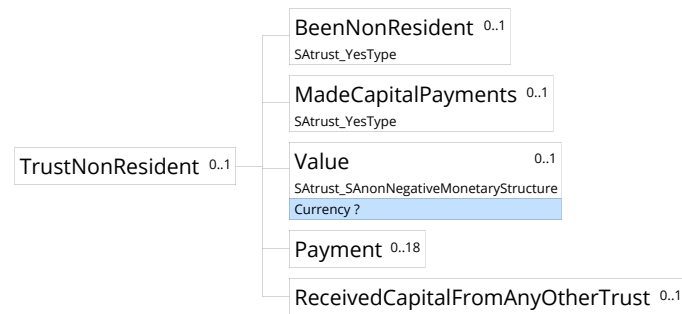 BeenNonResident 0..1
SAtrust_YesType
MadeCapitalPayments 0..1
SAtrust_YesType
TrustNonResident 0..1
Value 0..1
SAtrust_SAnonNegativeMonetaryStructure
Currency ?
Payment 0..18
ReceivedCapitalFromAnyOtherTrust 0..1